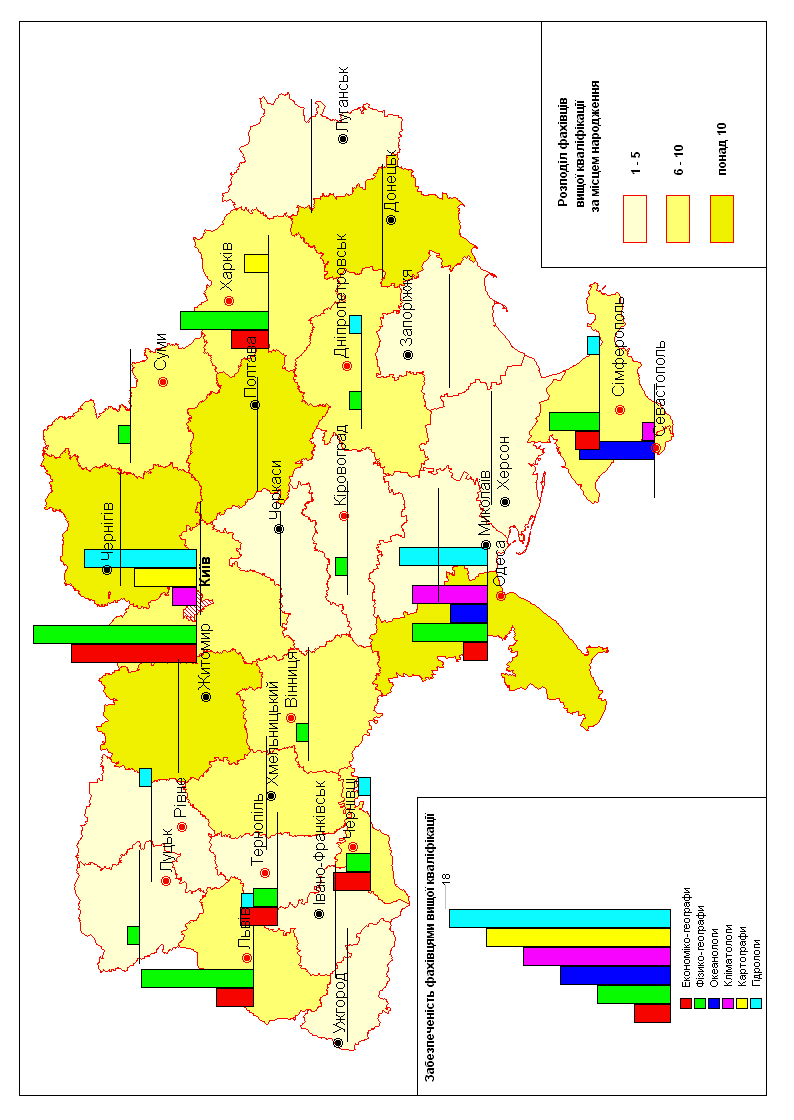 Розподіл фахівців
вищої кваліфікації
за місцем народження
1 - 5
6 - 10
понад 10
Луганськ
Донецьк
Харків
Дніпропетровськ
Запоріжжя
Суми
Полтава
Сімферополь
Севастополь
Чернігів
Черкаси
Кіровоград
Миколаїв
Херсон
Київ
Одеса
Житомир
Вінниця
Хмельницький
Рівне
Луцьк
Тернопіль
Івано-Франківськ
Чернівці
Львів
Ужгород
Забезпеченість фахівцями вищої кваліфікації
18
Економіко-географи
Фізико-географи
Океанологи
Кліматологи
Картографи
Гідрологи